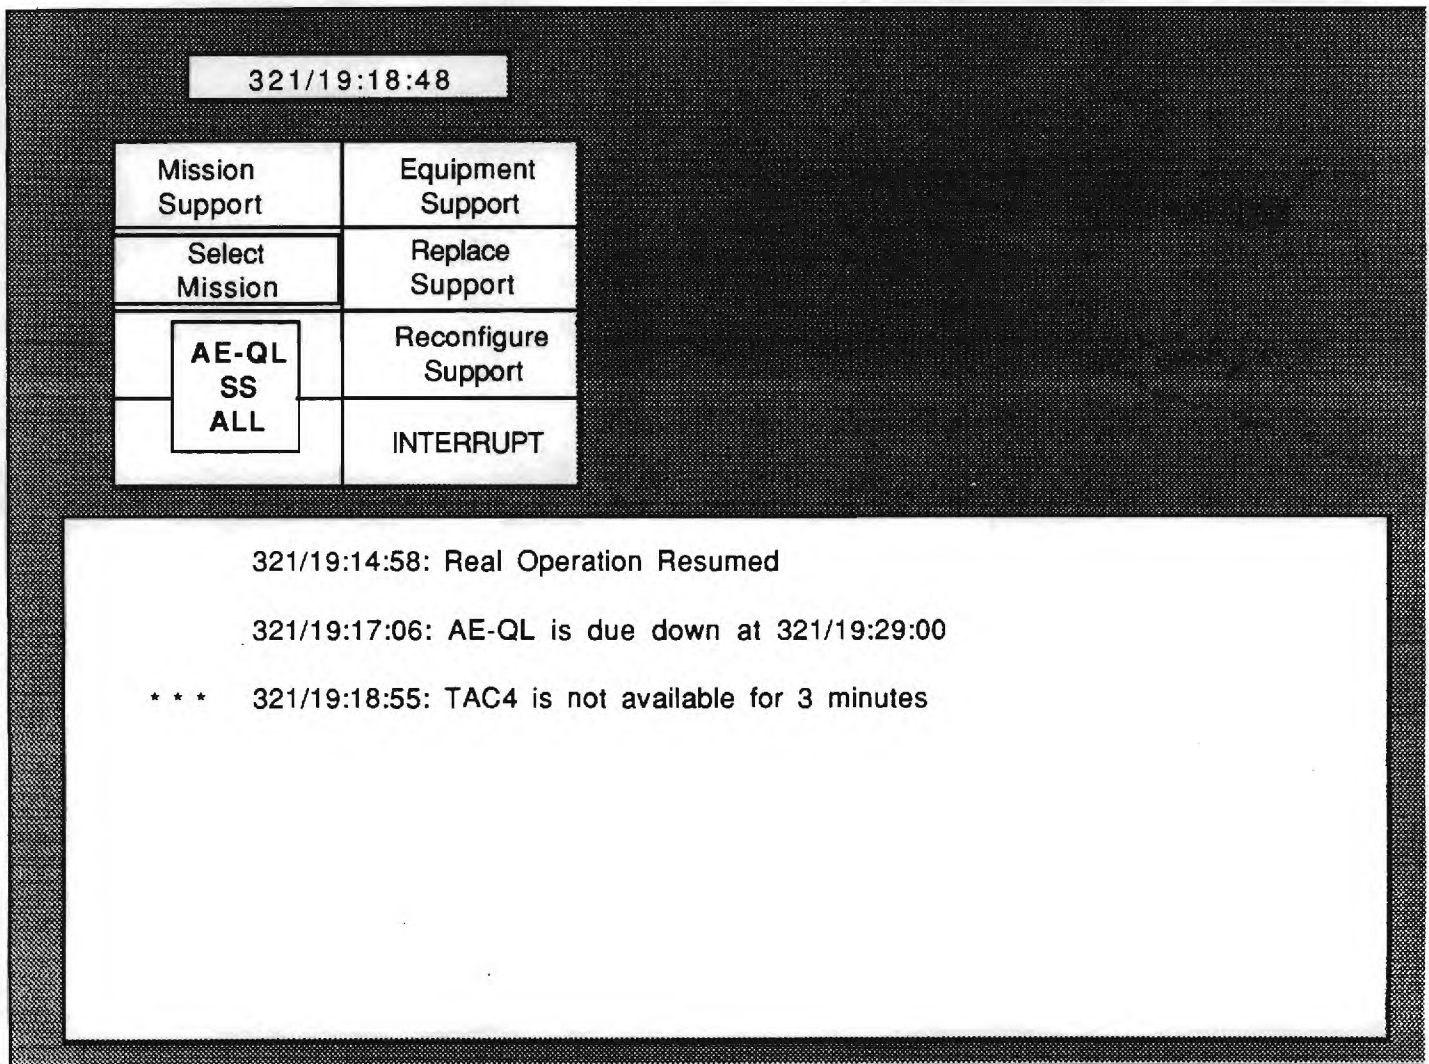 321/19:18:48
Mission
Support
Equipment
Support
Select
Mission
Replace
Support
AE-QL
SS
ALL
Reconfigure
Support
INTERRUPT
321/19:14:58: Real Operation Resumed
321/19:17:06: AE-QL is due down at 321/19:29:00
* * * 321/19:18:55: TAC4 is not available for 3 minutes